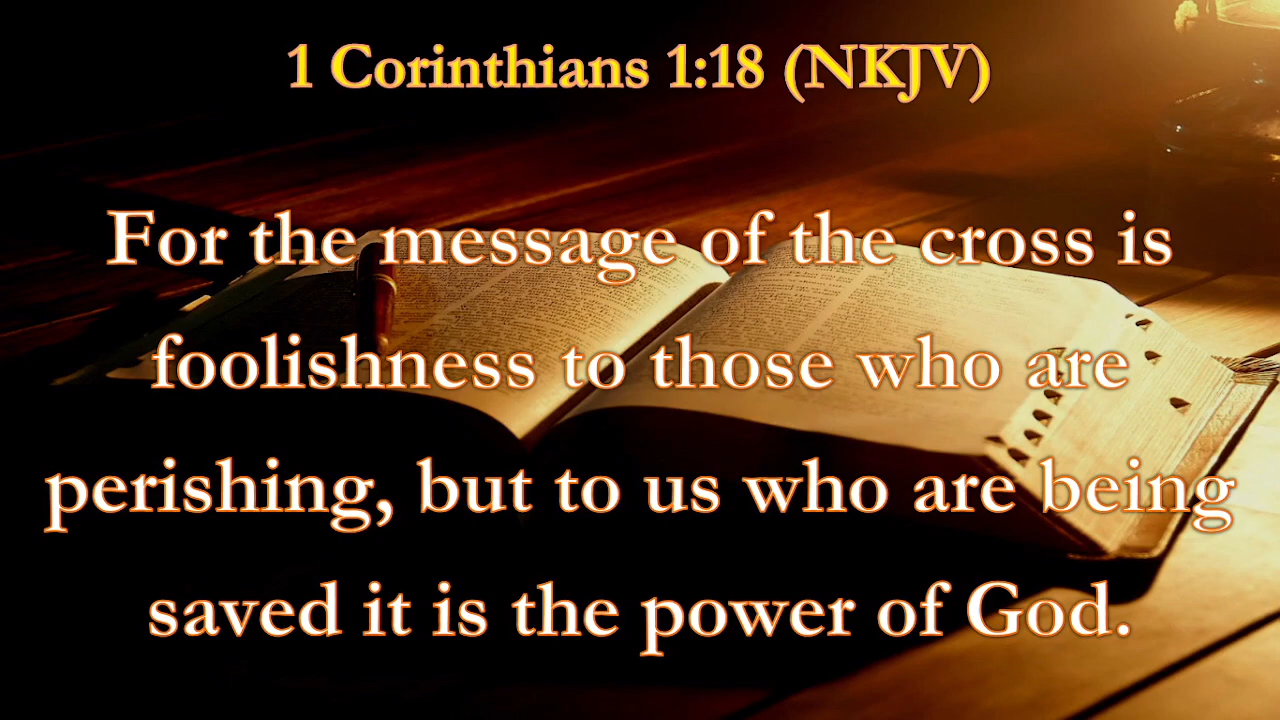 1 Corinthians 1:18 (NKJV)
For the message of the cross is
foolishness to those who are
perishing, but to us who are being
saved it is the power of God.